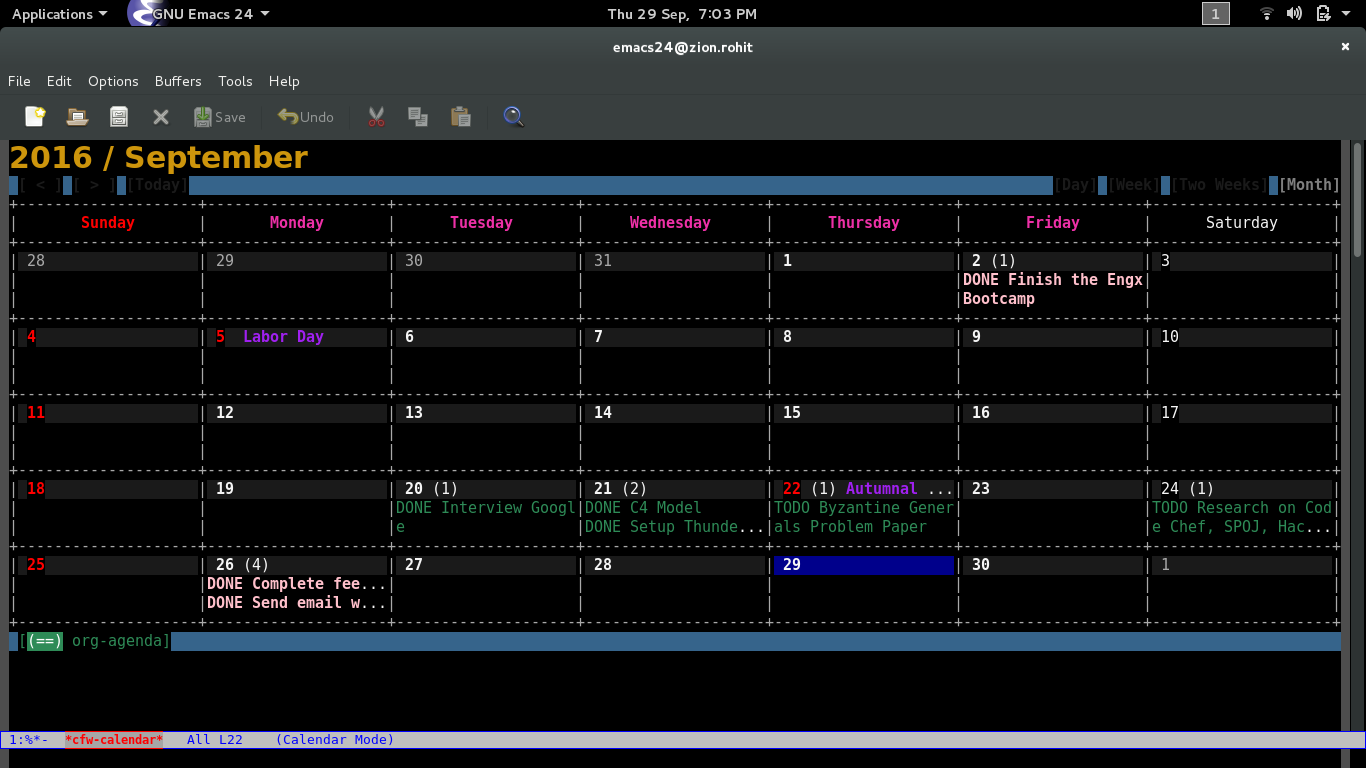 Applications GNU Emacs 24 Thu 29 Sep, 7:03 PM 1
emacs24@zion.rohit ×
File Edit Options Buffers Tools Help
Save Undo
2016 / September
[ < ] [ > ] [Today] [Day] [Week] [Two Weeks] [Month]
Sunday Monday Tuesday Wednesday Thursday Friday Saturday
28 29 30 31 1 2 (1) 3
DONE Finish the Engx
Bootcamp
4 5 Labor Day 6 7 8 9 10
11 12 13 14 15 16 17
18 19 20 (1) 21 (2) 22 (1) Autumnal ... 23 24 (1)
DONE Interview Googl DONE C4 Model TODO Byzantine Gener TODO Research on Cod
e DONE Setup Thunde... als Problem Paper e Chef, SPOJ, Hac...
25 26 (4) 27 28 29 30 1
DONE Complete fee...
DONE Send email w...
[(==) org-agenda]
1:%*- *cfw-calendar* All L22 (Calendar Mode)